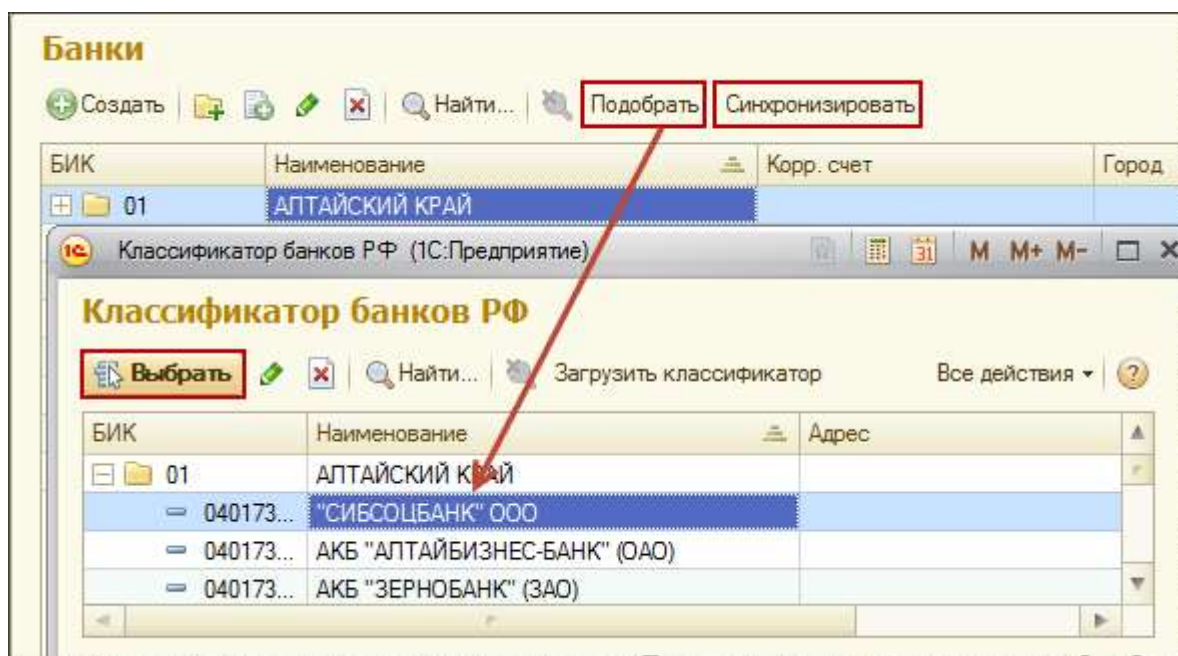 Банки
Создать Найти... Подобрать Синхронизировать
БИК Наименование Корр. счет Город
01 АЛТАЙСКИЙ КРАЙ
1С Классификатор банков РФ (1С:Предприятие) 31 M M+ M-
Классификатор банков РФ
Выбрать Найти... Загрузить классификатор Все действия ?
БИК Наименование Адрес
01 АЛТАЙСКИЙ КРАЙ
040173... "СИБСОЦБАНК" ООО
040173... АКБ "АЛТАЙБИЗНЕС-БАНК" (ОАО)
040173... АКБ "ЗЕРНОБАНК" (ЗАО)